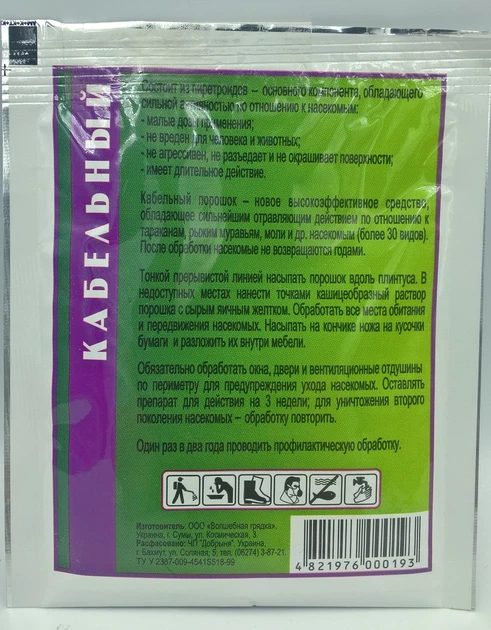 КАБЕЛЬНЫЙ
Состоит из пиретроидов – основного компонента, обладающего
сильной активностью по отношению к насекомым:
- малые дозы применения;
- не вреден для человека и животных;
- не агрессивен, не разъедает и не окрашивает поверхности;
- имеет длительное действие.
Кабельный порошок – новое высокоэффективное средство,
обладающее сильнейшим отравляющим действием по отношению к
тараканам, рыжим муравьям, моли и др. насекомым (более 30 видов).
После обработки насекомые не возвращаются годами.
Тонкой прерывистой линией насыпать порошок вдоль плинтуса. В
недоступных местах нанести точками кашицеобразный раствор
порошка с сырым яичным желтком. Обработать все места обитания
и передвижения насекомых. Насыпать на кончике ножа на кусочки
бумаги и разложить их внутри мебели.
Обязательно обработать окна, двери и вентиляционные отдушины
по периметру для предупреждения ухода насекомых. Оставлять
препарат для действия на 3 недели; для уничтожения второго
поколения насекомых – обработку повторить.
Один раз в два года проводить профилактическую обработку.
Изготовитель: ООО «Волшебная грядка».
Украина, г. Сумы, ул. Космическая, 3.
Расфасовано: ЧП "Добрыня". Украина.
г. Бахмут, ул. Соляная, 5, тел. (06274) 3-87-21.
ТУ У 2387-009-4541S518-99
4 821976 000193